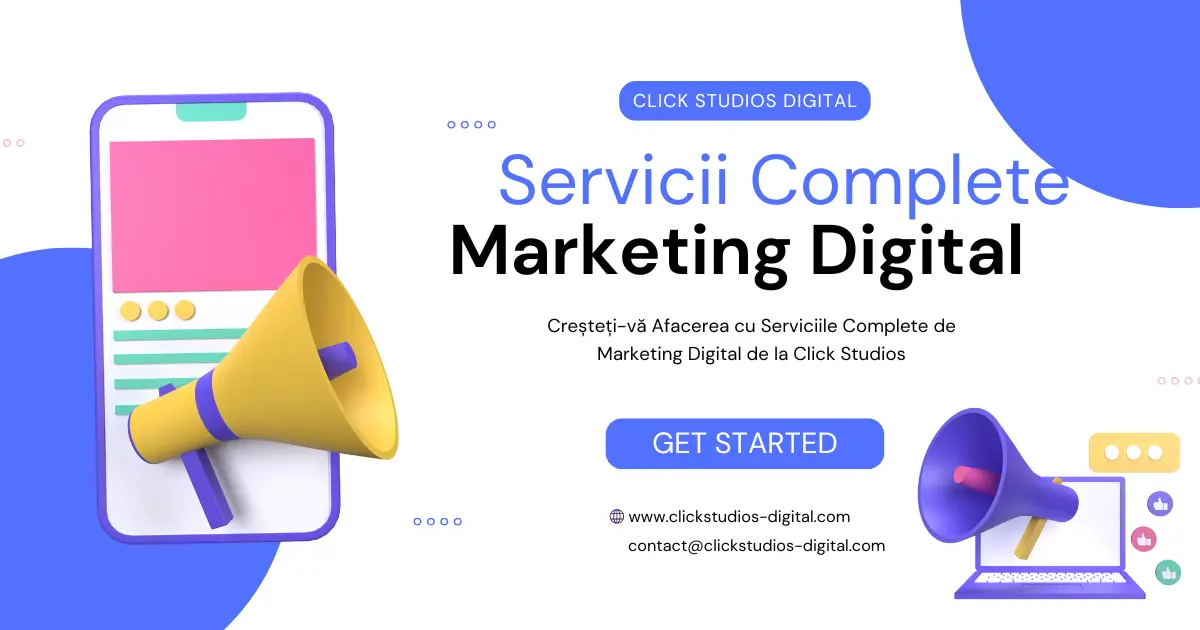 CLICK STUDIOS DIGITAL
Servicii Complete
Marketing Digital
Creșteți-vă Afacerea cu Serviciile Complete de
Marketing Digital de la Click Studios
GET STARTED
www.clickstudios-digital.com
contact@clickstudios-digital.com